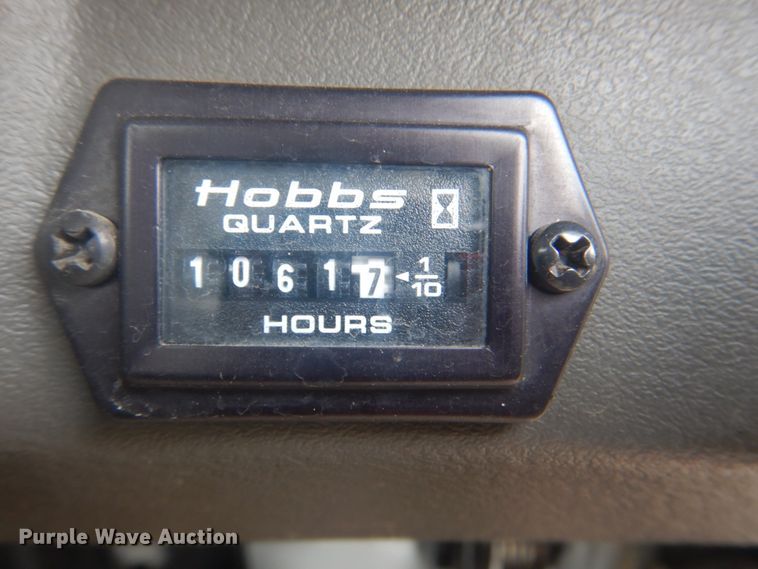 Hobbs
QUARTZ
1 0 6 1 7 ◄ 1/10
HOURS
Purple Wave Auction